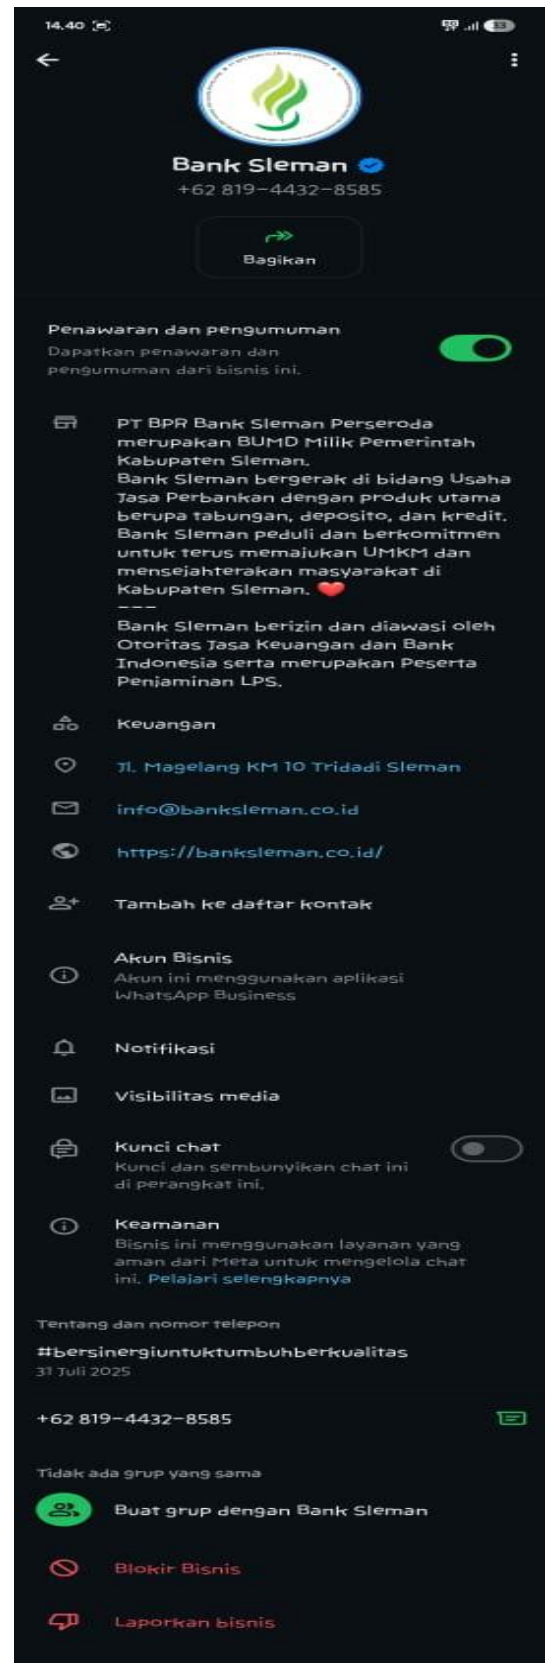 14.40
33
Bank Sleman
+62 819-4432-8585
Bagikan
Penawaran dan pengumuman
Dapatkan penawaran dan
pengumuman dari bisnis ini.
PT BPR Bank Sleman Perseroda
merupakan BUMD Milik Pemerintah
Kabupaten Sleman.
Bank Sleman bergerak di bidang Usaha
Jasa Perbankan dengan produk utama
berupa tabungan, deposito, dan kredit.
Bank Sleman peduli dan berkomitmen
untuk terus memajukan UMKM dan
mensejahterakan masyarakat di
Kabupaten Sleman. ❤️
---
Bank Sleman berizin dan diawasi oleh
Otoritas Jasa Keuangan dan Bank
Indonesia serta merupakan Peserta
Penjaminan LPS.
Keuangan
Jl. Magelang KM 10 Tridadi Sleman
info@banksleman.co.id
https://banksleman.co.id/
Tambah ke daftar kontak
Akun Bisnis
Akun ini menggunakan aplikasi
WhatsApp Business
Notifikasi
Visibilitas media
Kunci chat
Kunci dan sembunyikan chat ini
di perangkat ini.
Keamanan
Bisnis ini menggunakan layanan yang
aman dari Meta untuk mengelola chat
ini. Pelajari selengkapnya
Tentang dan nomor telepon
#bersinergiuntuktumbuhberkualitas
31 Juli 2025
+62 819-4432-8585
Tidak ada grup yang sama
Buat grup dengan Bank Sleman
Blokir Bisnis
Laporkan bisnis